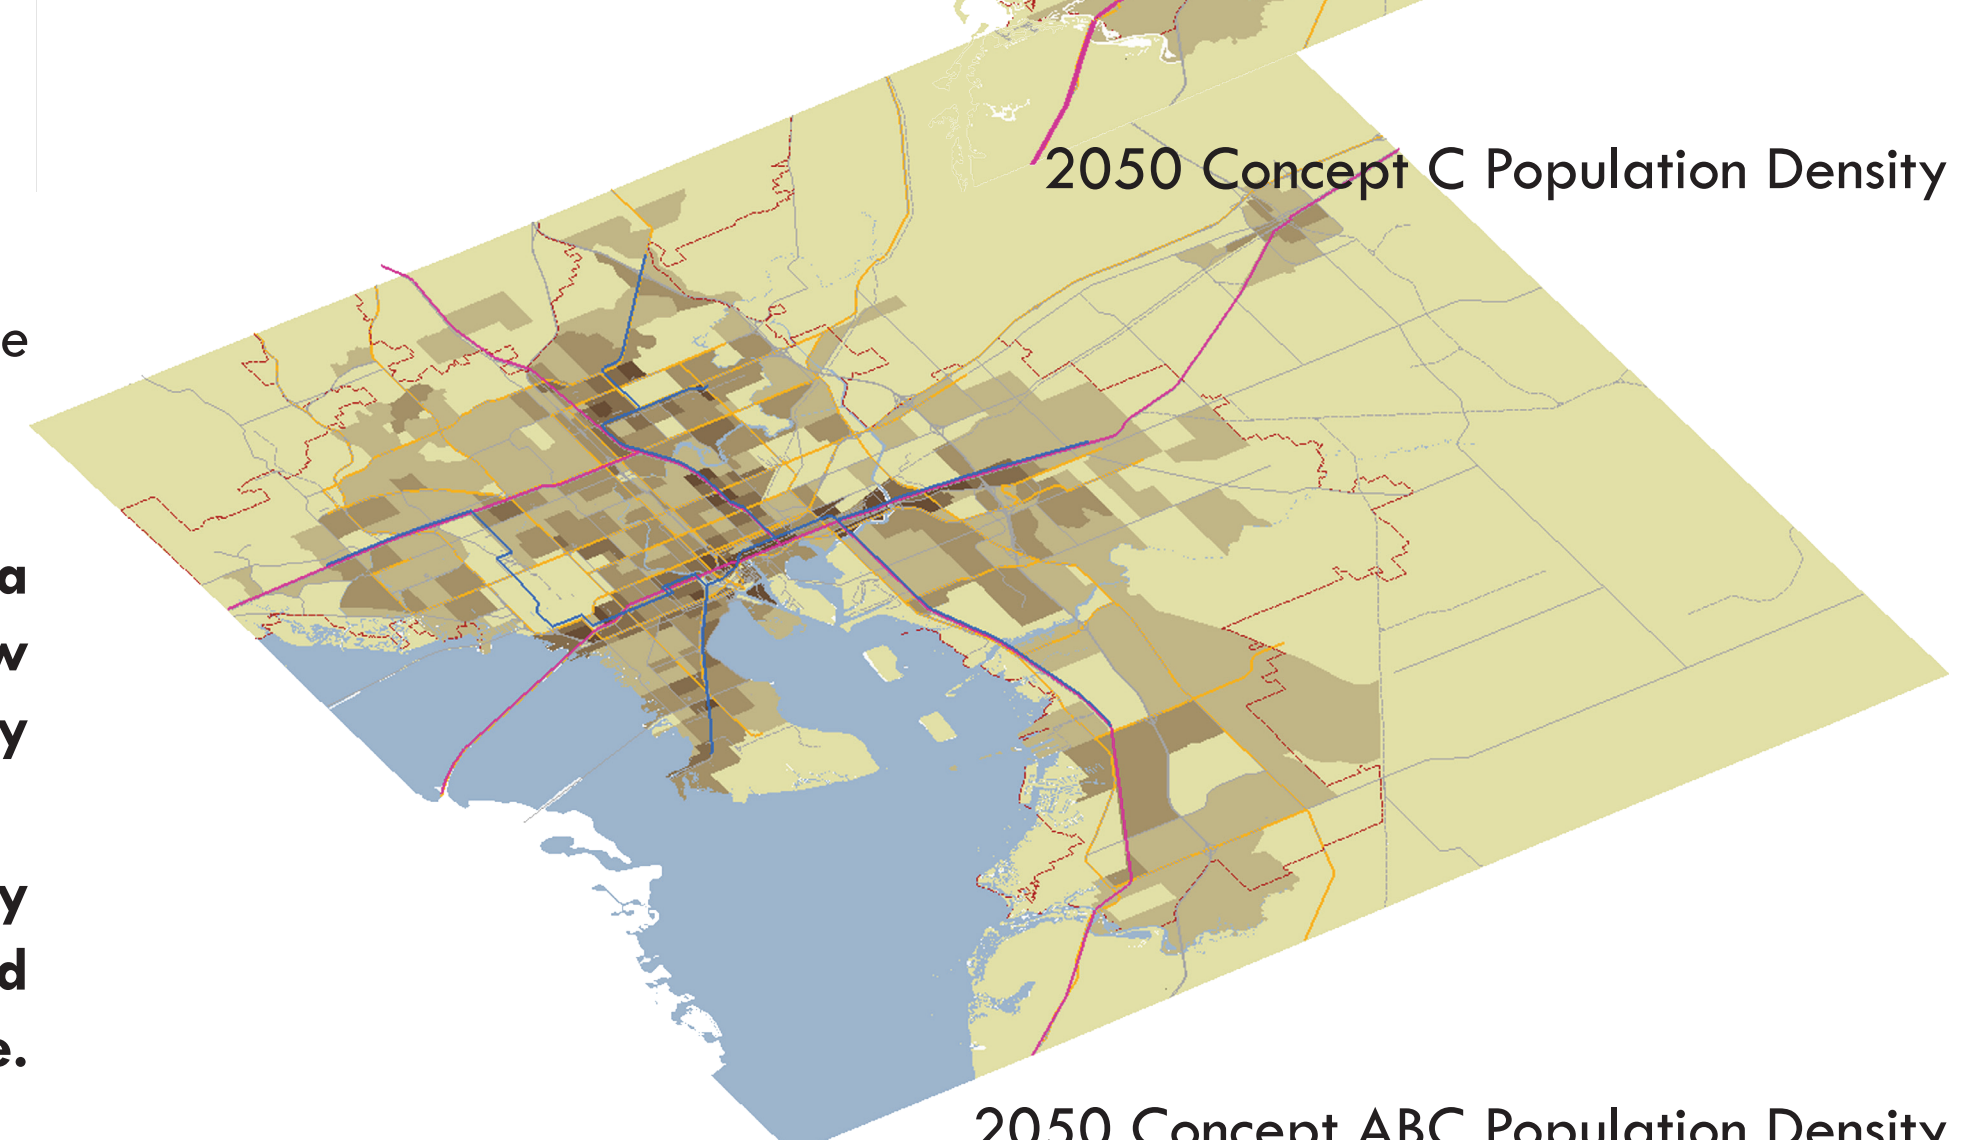 2050 Concept C Population Density
e
a
w
y
y
d
e.
2050 Concept ABC Population Density